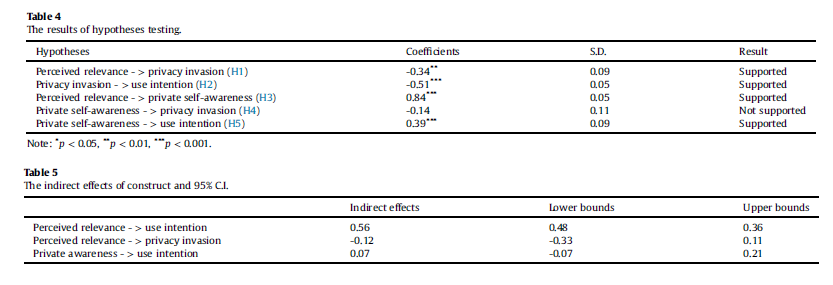 Table 4
The results of hypotheses testing.
Hypotheses Coefficients S.D. Result
Perceived relevance - > privacy invasion (H1) -0.34** 0.09 Supported
Privacy invasion - > use intention (H2) -0.51*** 0.05 Supported
Perceived relevance - > private self-awareness (H3) 0.84*** 0.05 Supported
Private self-awareness - > privacy invasion (H4) -0.14 0.11 Not supported
Private self-awareness - > use intention (H5) 0.39*** 0.09 Supported
Note: *p < 0.05, **p < 0.01, ***p < 0.001.
Table 5
The indirect effects of construct and 95% C.I.
Indirect effects Lower bounds Upper bounds
Perceived relevance - > use intention 0.56 0.48 0.36
Perceived relevance - > privacy invasion -0.12 -0.33 0.11
Private awareness - > use intention 0.07 -0.07 0.21